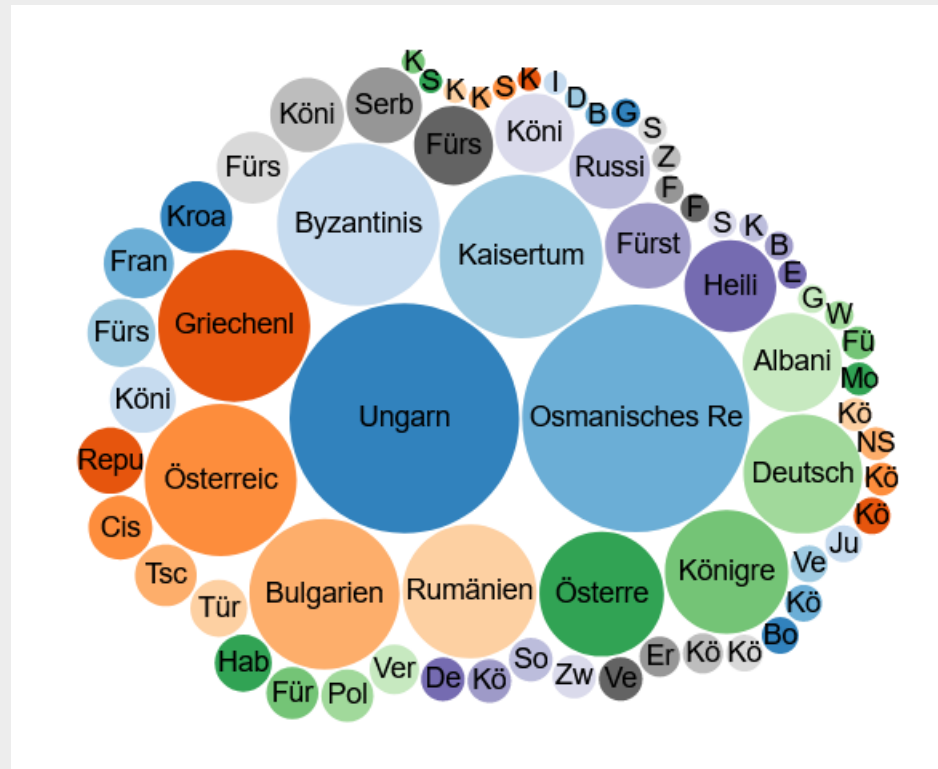 K
S
K
K
S
K
I
D
B
G
S
Z
F
F
S
K
B
E
G
W
Fü
Mo
Kö
NS
Kö
Kö
Ju
Ve
Kö
Bo
Kö
Kö
Er
Ve
Zw
So
Kö
De
Ver
Pol
Für
Hab
Tür
Tsc
Cis
Repu
Köni
Fürs
Fran
Kroa
Fürs
Köni
Serb
Fürs
Köni
Russi
Fürst
Heili
Albani
Deutsch
Königre
Österre
Rumänien
Bulgarien
Österreic
Griechenl
Byzantinis
Kaisertum
Osmanisches Re
Ungarn